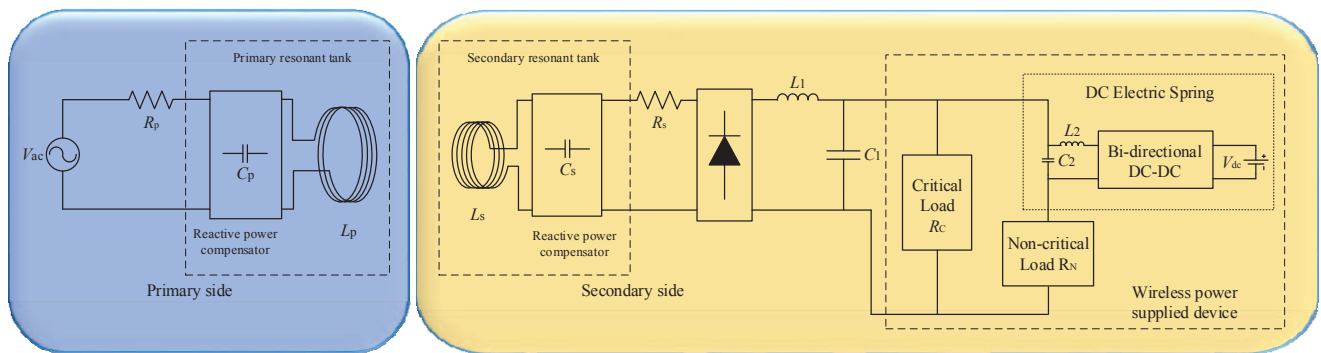 Primary resonant tank
Rp
Vac
Cp
Lp
Reactive power
compensator
Primary side
Secondary resonant tank
Ls
Cs
Rs
Reactive power
compensator
Secondary side
L1
C1
Critical
Load
RC
DC Electric Spring
L2
C2
Bi-directional
DC-DC
Vdc
+
-
Non-critical
Load RN
Wireless power
supplied device